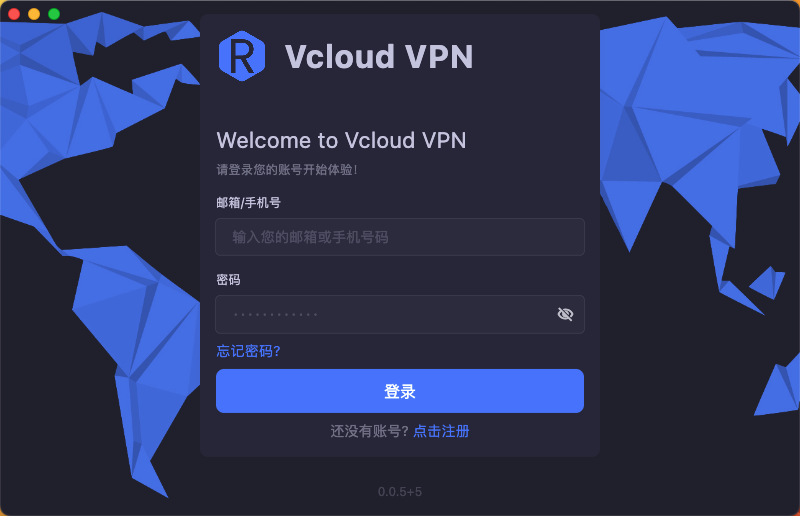 R
Vcloud VPN
Welcome to Vcloud VPN
请登录您的账号开始体验!
邮箱/手机号
输入您的邮箱或手机号码
密码
············
忘记密码?
登录
还没有账号? 点击注册
0.0.5+5